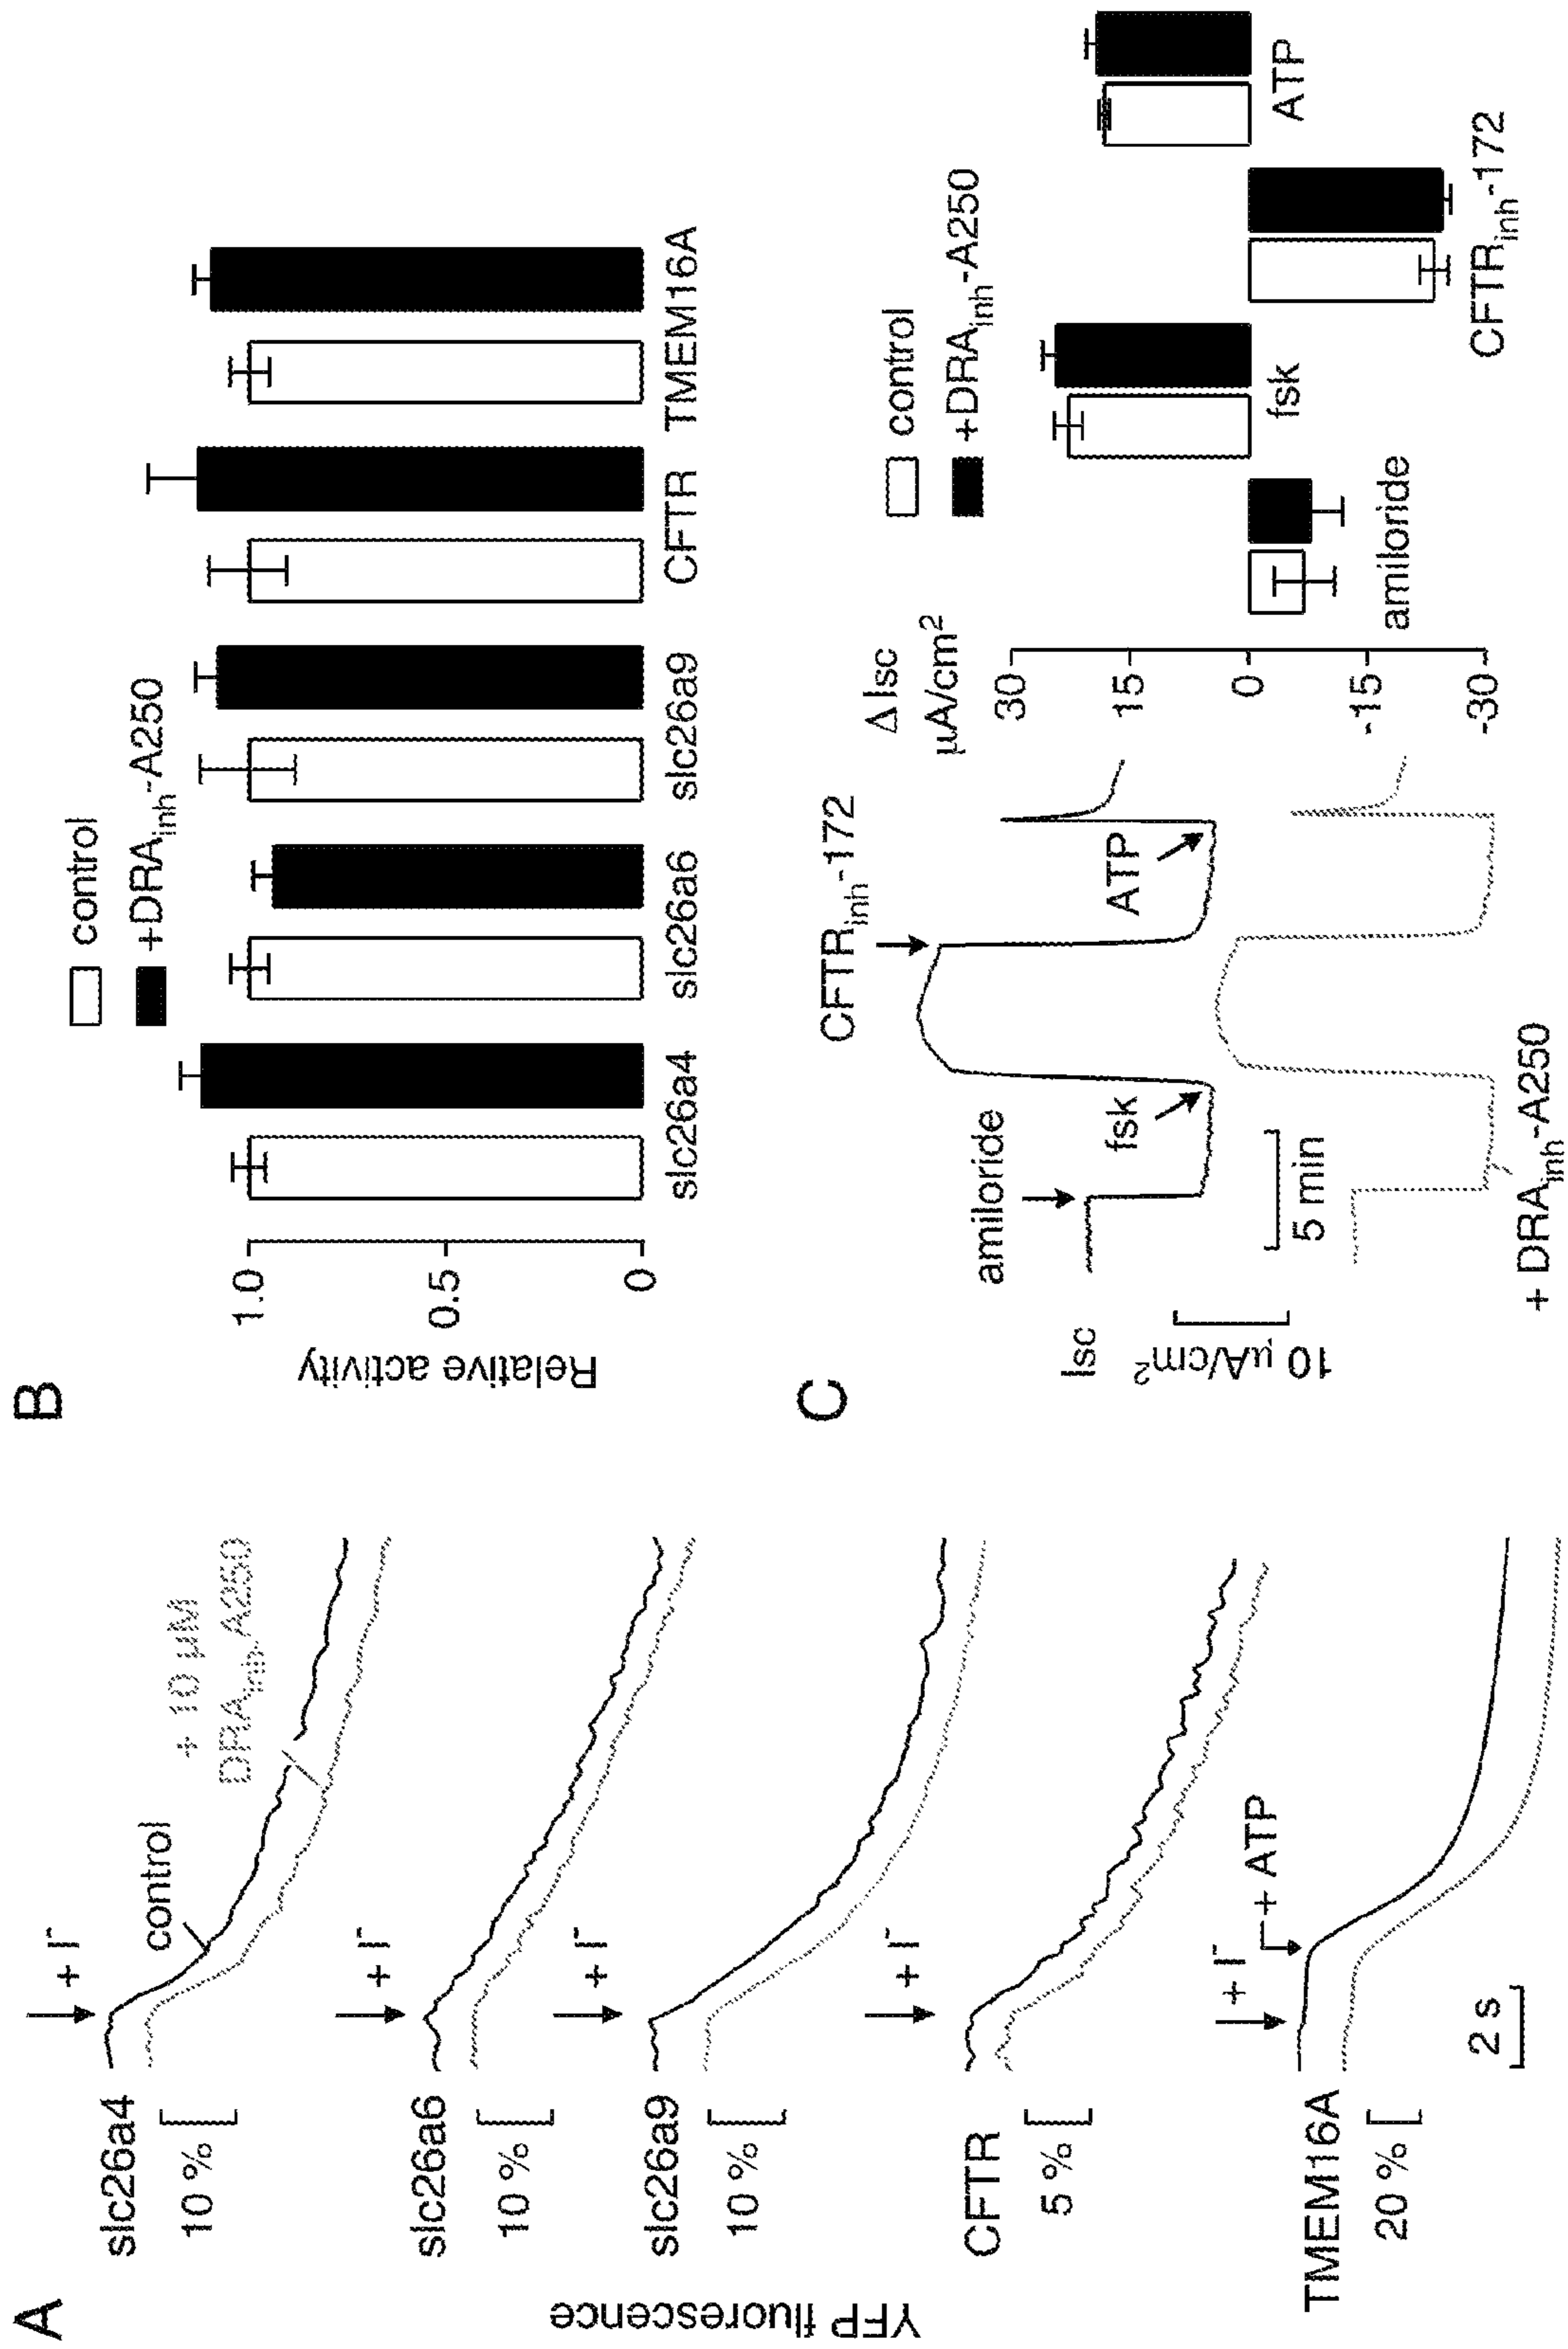 A
YFP fluorescence
slc26a4
10 %
+ I-
control
+ 10 µM
DRAinh-A250
slc26a6
10 %
+ I-
slc26a9
10 %
+ I-
CFTR
5 %
+ I-
TMEM16A
20 %
+ I-
+ ATP
2 s
B
control
+DRAinh-A250
Relative activity
1.0
0.5
0
slc26a4
slc26a6
slc26a9
CFTR
TMEM16A
C
Isc
10 µA/cm2
amiloride
fsk
CFTRinh-172
ATP
5 min
+ DRAinh-A250
Δ Isc
µA/cm2
30
15
0
-15
-30
control
+DRAinh-A250
amiloride
fsk
CFTRinh-172
ATP